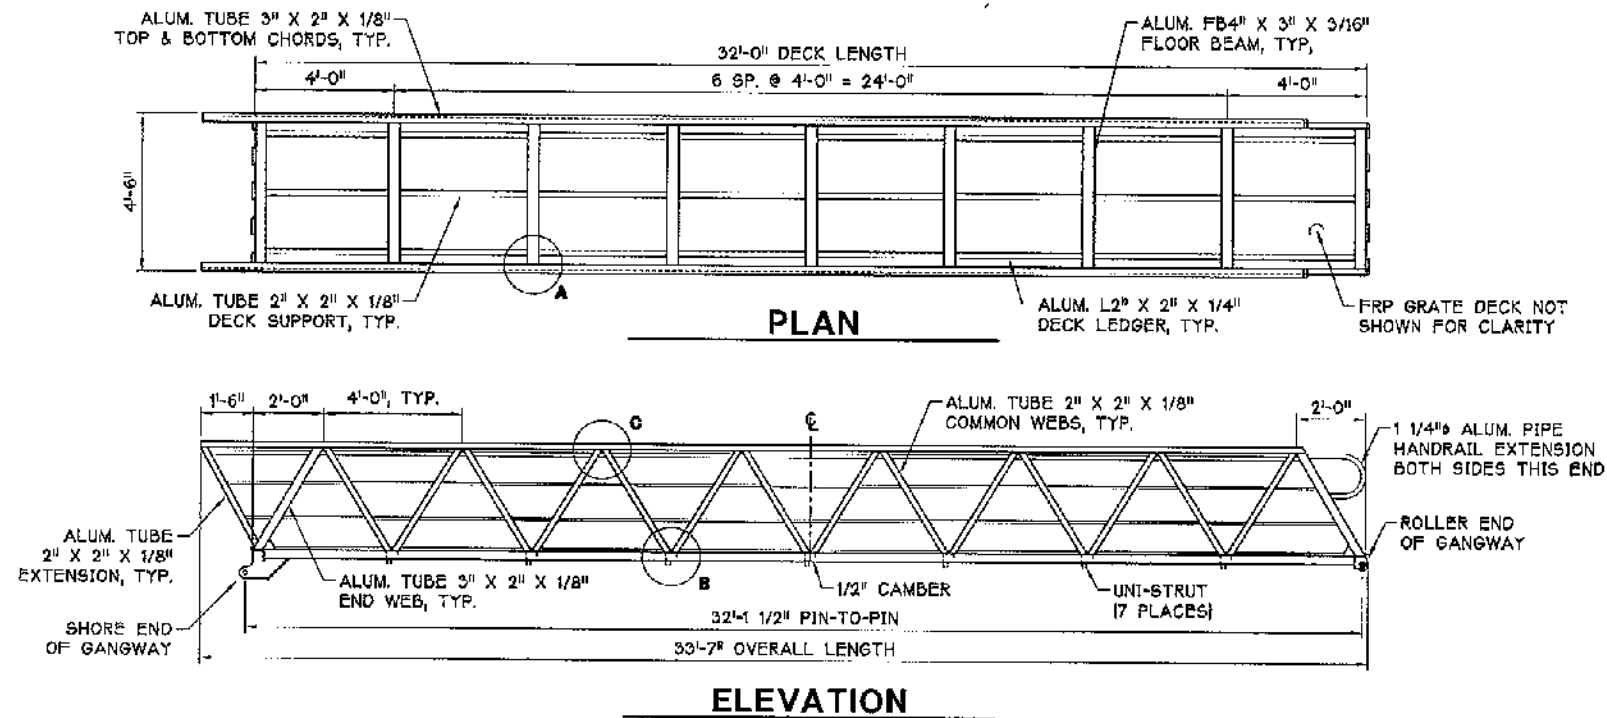 ALUM. TUBE 3" X 2" X 1/8"
TOP & BOTTOM CHORDS, TYP.
ALUM. FB4" X 3" X 3/16"
FLOOR BEAM, TYP,
32'-0" DECK LENGTH
4'-0"
6 SP. @ 4'-0" = 24'-0"
4'-0"
4'-6"
A
ALUM. TUBE 2" X 2" X 1/8"
DECK SUPPORT, TYP.
ALUM. L2" X 2" X 1/4"
DECK LEDGER, TYP.
FRP GRATE DECK NOT
SHOWN FOR CLARITY
PLAN
1'-6"
2'-0"
4'-0", TYP.
C
℄
ALUM. TUBE 2" X 2" X 1/8"
COMMON WEBS, TYP.
2'-0"
1 1/4"ø ALUM. PIPE
HANDRAIL EXTENSION
BOTH SIDES THIS END
ALUM. TUBE
2" X 2" X 1/8"
EXTENSION, TYP.
ROLLER END
OF GANGWAY
ALUM. TUBE 3" X 2" X 1/8"
END WEB, TYP.
B
1/2" CAMBER
UNI-STRUT
(7 PLACES)
SHORE END
OF GANGWAY
32'-1 1/2" PIN-TO-PIN
33'-7" OVERALL LENGTH
ELEVATION